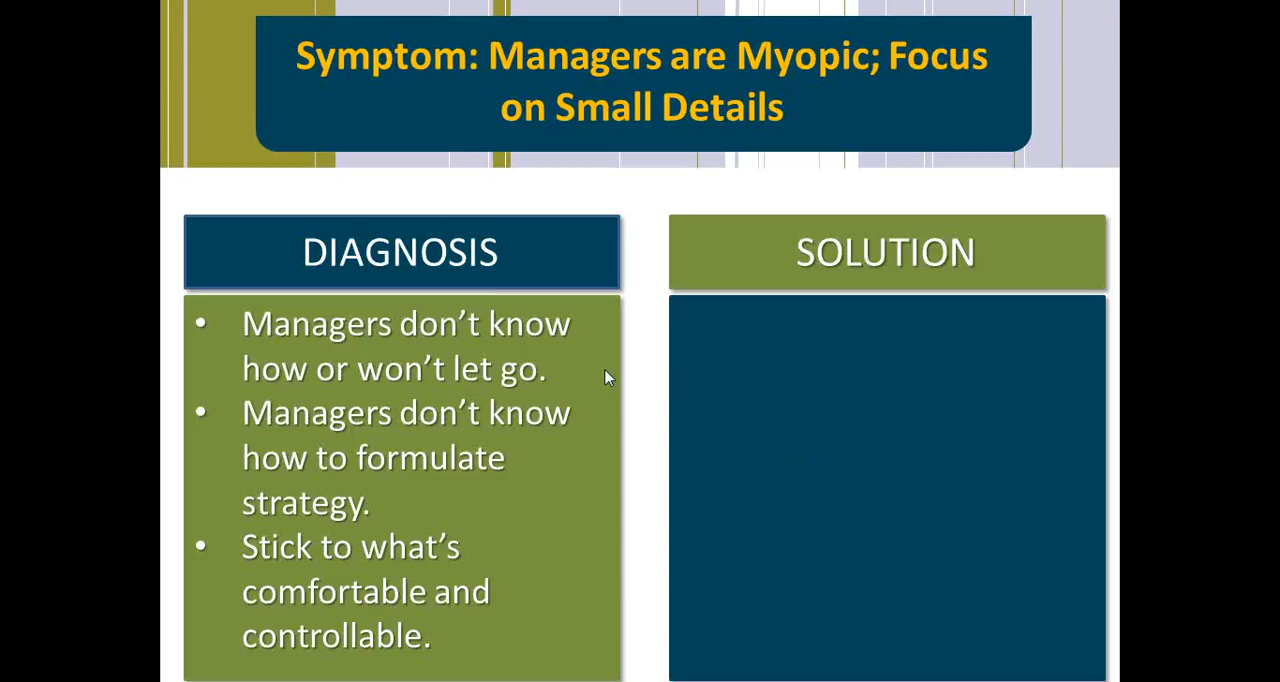 Symptom: Managers are Myopic; Focus
on Small Details
DIAGNOSIS
• Managers don’t know
how or won’t let go.
• Managers don’t know
how to formulate
strategy.
• Stick to what’s
comfortable and
controllable.
SOLUTION